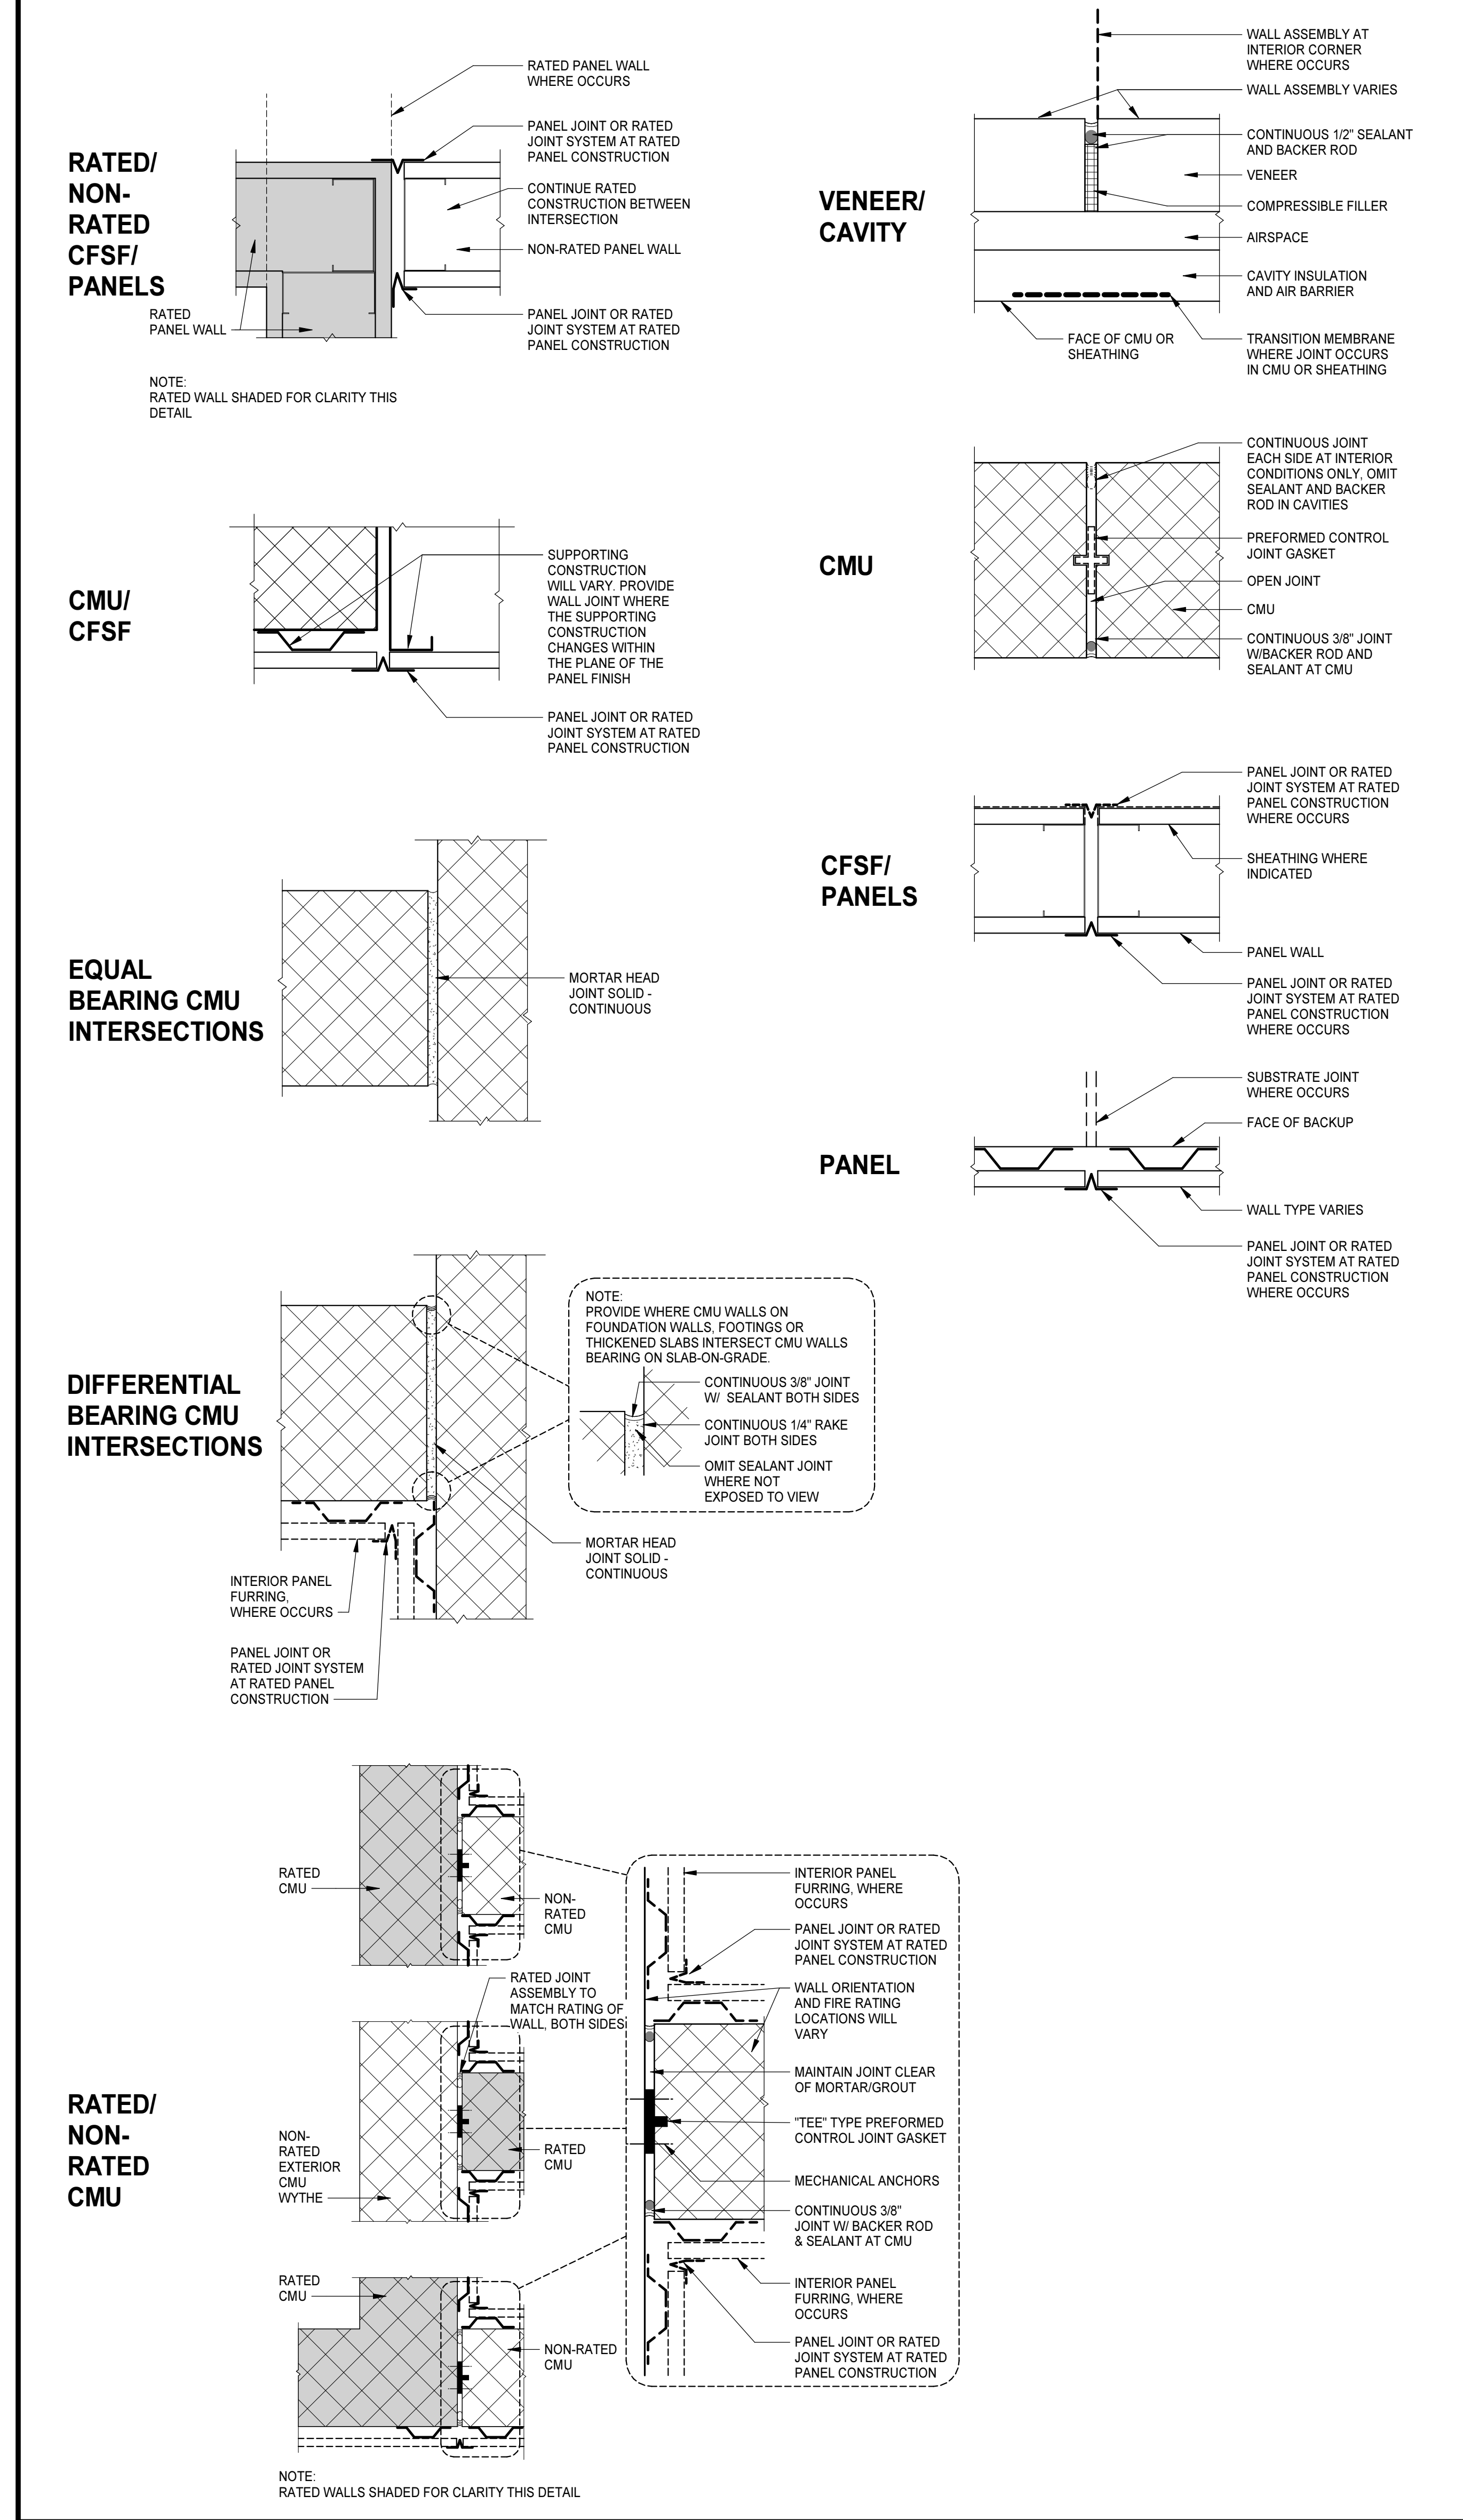 RATED/
NON-
RATED
CFSF/
PANELS
RATED PANEL WALL
WHERE OCCURS
PANEL JOINT OR RATED
JOINT SYSTEM AT RATED
PANEL CONSTRUCTION
CONTINUE RATED
CONSTRUCTION BETWEEN
INTERSECTION
NON-RATED PANEL WALL
PANEL JOINT OR RATED
JOINT SYSTEM AT RATED
PANEL CONSTRUCTION
RATED
PANEL WALL
NOTE:
RATED WALL SHADED FOR CLARITY THIS
DETAIL
CMU/
CFSF
SUPPORTING
CONSTRUCTION
WILL VARY. PROVIDE
WALL JOINT WHERE
THE SUPPORTING
CONSTRUCTION
CHANGES WITHIN
THE PLANE OF THE
PANEL FINISH
PANEL JOINT OR RATED
JOINT SYSTEM AT RATED
PANEL CONSTRUCTION
EQUAL
BEARING CMU
INTERSECTIONS
MORTAR HEAD
JOINT SOLID -
CONTINUOUS
DIFFERENTIAL
BEARING CMU
INTERSECTIONS
NOTE:
PROVIDE WHERE CMU WALLS ON
FOUNDATION WALLS, FOOTINGS OR
THICKENED SLABS INTERSECT CMU WALLS
BEARING ON SLAB-ON-GRADE.
CONTINUOUS 3/8" JOINT
W/ SEALANT BOTH SIDES
CONTINUOUS 1/4" RAKE
JOINT BOTH SIDES
OMIT SEALANT JOINT
WHERE NOT
EXPOSED TO VIEW
MORTAR HEAD
JOINT SOLID -
CONTINUOUS
INTERIOR PANEL
FURRING,
WHERE OCCURS
PANEL JOINT OR
RATED JOINT SYSTEM
AT RATED PANEL
CONSTRUCTION
RATED/
NON-
RATED
CMU
RATED
CMU
NON-
RATED
CMU
RATED JOINT
ASSEMBLY TO
MATCH RATING OF
WALL, BOTH SIDES
NON-
RATED
EXTERIOR
CMU
WYTHE
RATED
CMU
RATED
CMU
NON-RATED
CMU
INTERIOR PANEL
FURRING, WHERE
OCCURS
PANEL JOINT OR RATED
JOINT SYSTEM AT RATED
PANEL CONSTRUCTION
WALL ORIENTATION
AND FIRE RATING
LOCATIONS WILL
VARY
MAINTAIN JOINT CLEAR
OF MORTAR/GROUT
"TEE" TYPE PREFORMED
CONTROL JOINT GASKET
MECHANICAL ANCHORS
CONTINUOUS 3/8"
JOINT W/ BACKER ROD
& SEALANT AT CMU
INTERIOR PANEL
FURRING, WHERE
OCCURS
PANEL JOINT OR RATED
JOINT SYSTEM AT RATED
PANEL CONSTRUCTION
NOTE:
RATED WALLS SHADED FOR CLARITY THIS DETAIL
VENEER/
CAVITY
WALL ASSEMBLY AT
INTERIOR CORNER
WHERE OCCURS
WALL ASSEMBLY VARIES
CONTINUOUS 1/2" SEALANT
AND BACKER ROD
VENEER
COMPRESSIBLE FILLER
AIRSPACE
CAVITY INSULATION
AND AIR BARRIER
FACE OF CMU OR
SHEATHING
TRANSITION MEMBRANE
WHERE JOINT OCCURS
IN CMU OR SHEATHING
CMU
CONTINUOUS JOINT
EACH SIDE AT INTERIOR
CONDITIONS ONLY, OMIT
SEALANT AND BACKER
ROD IN CAVITIES
PREFORMED CONTROL
JOINT GASKET
OPEN JOINT
CMU
CONTINUOUS 3/8" JOINT
W/BACKER ROD AND
SEALANT AT CMU
CFSF/
PANELS
PANEL JOINT OR RATED
JOINT SYSTEM AT RATED
PANEL CONSTRUCTION
WHERE OCCURS
SHEATHING WHERE
INDICATED
PANEL WALL
PANEL JOINT OR RATED
JOINT SYSTEM AT RATED
PANEL CONSTRUCTION
WHERE OCCURS
PANEL
SUBSTRATE JOINT
WHERE OCCURS
FACE OF BACKUP
WALL TYPE VARIES
PANEL JOINT OR RATED
JOINT SYSTEM AT RATED
PANEL CONSTRUCTION
WHERE OCCURS